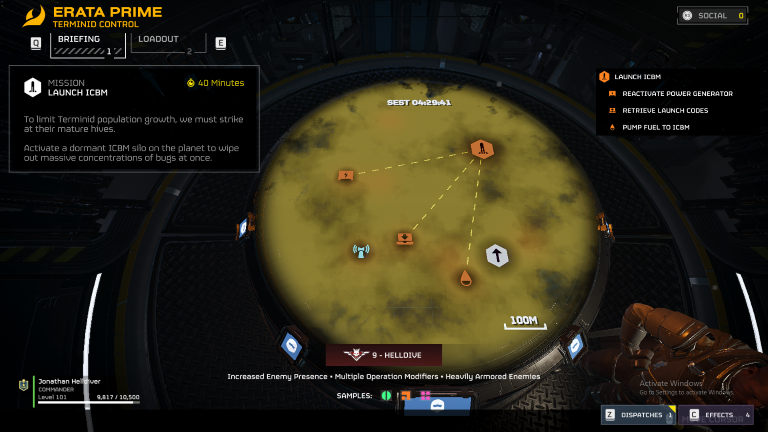 ERATA PRIME
TERMINID CONTROL
SOCIAL 0
Q BRIEFING 1 LOADOUT 2 E
MISSION
LAUNCH ICBM
40 Minutes
To limit Terminid population growth, we must strike
at their mature hives.
Activate a dormant ICBM silo on the planet to wipe
out massive concentrations of bugs at once.
LAUNCH ICBM
REACTIVATE POWER GENERATOR
RETRIEVE LAUNCH CODES
PUMP FUEL TO ICBM
SEST 04:29:41
100M
9 - HELLDIVE
Increased Enemy Presence • Multiple Operation Modifiers • Heavily Armored Enemies
SAMPLES:
Jonathan Helldiver
COMMANDER
Level 101 9,817 / 10,500
Activate Windows
Go to Settings to activate Windows.
Z DISPATCHES 1 C EFFECTS 4